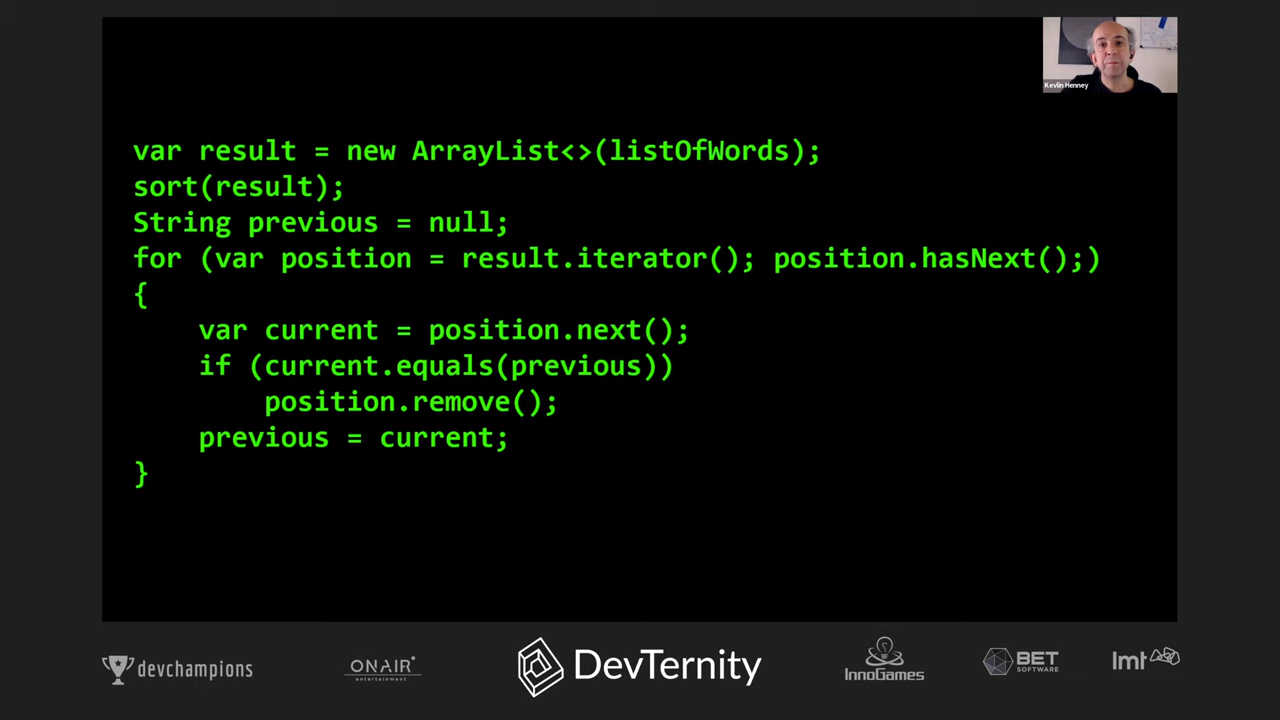 Kevlin Henney
var result = new ArrayList<>(listOfWords);
sort(result);
String previous = null;
for (var position = result.iterator(); position.hasNext();)
{
    var current = position.next();
    if (current.equals(previous))
        position.remove();
    previous = current;
}
devchampions
ONAIR
entertainment
DevTernity
InnoGames
BET
SOFTWARE
lmt